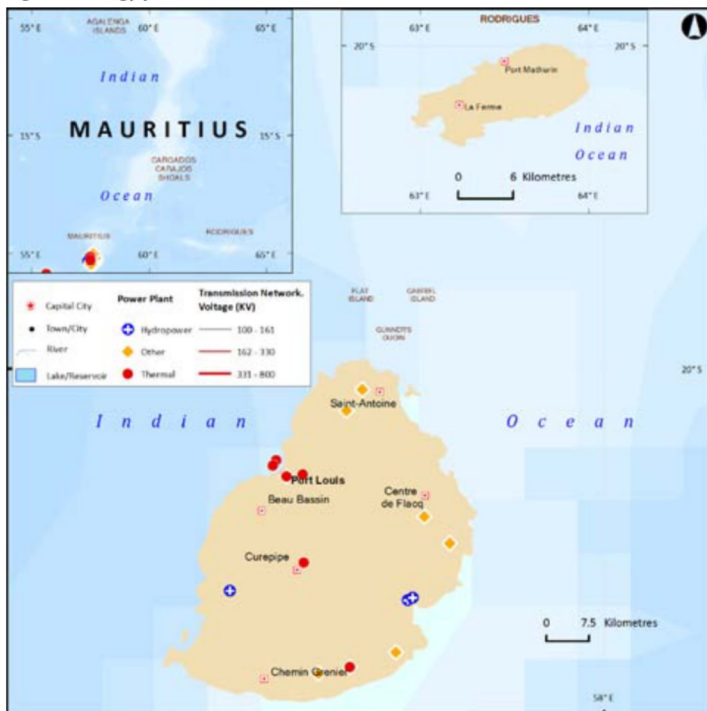 55° E
AGALENGA
ISLANDS
60° E
65° E
Indian
MAURITIUS
15° S
15° S
CARGADOS
CARAJOS
SHOALS
Ocean
MAURITIUS
RODRIGUES
55° E
60° E
65° E
RODRIGUES
20° S
63° E
64° E
20° S
Port Mathurin
La Ferme
Indian
Ocean
0 6 Kilometres
63° E
64° E
Capital City
Town/City
River
Lake/Reservoir
Power Plant
Hydropower
Other
Thermal
Transmission Network.
Voltage (KV)
100 - 161
162 - 330
331 - 800
FLAT
ISLAND
GABRIEL
ISLAND
20° S
Saint-Antoine
Indian
Ocean
Port Louis
Beau Bassin
Centre
de Flacq
Curepipe
0 7.5 Kilometres
Chemin Grenier
58° E